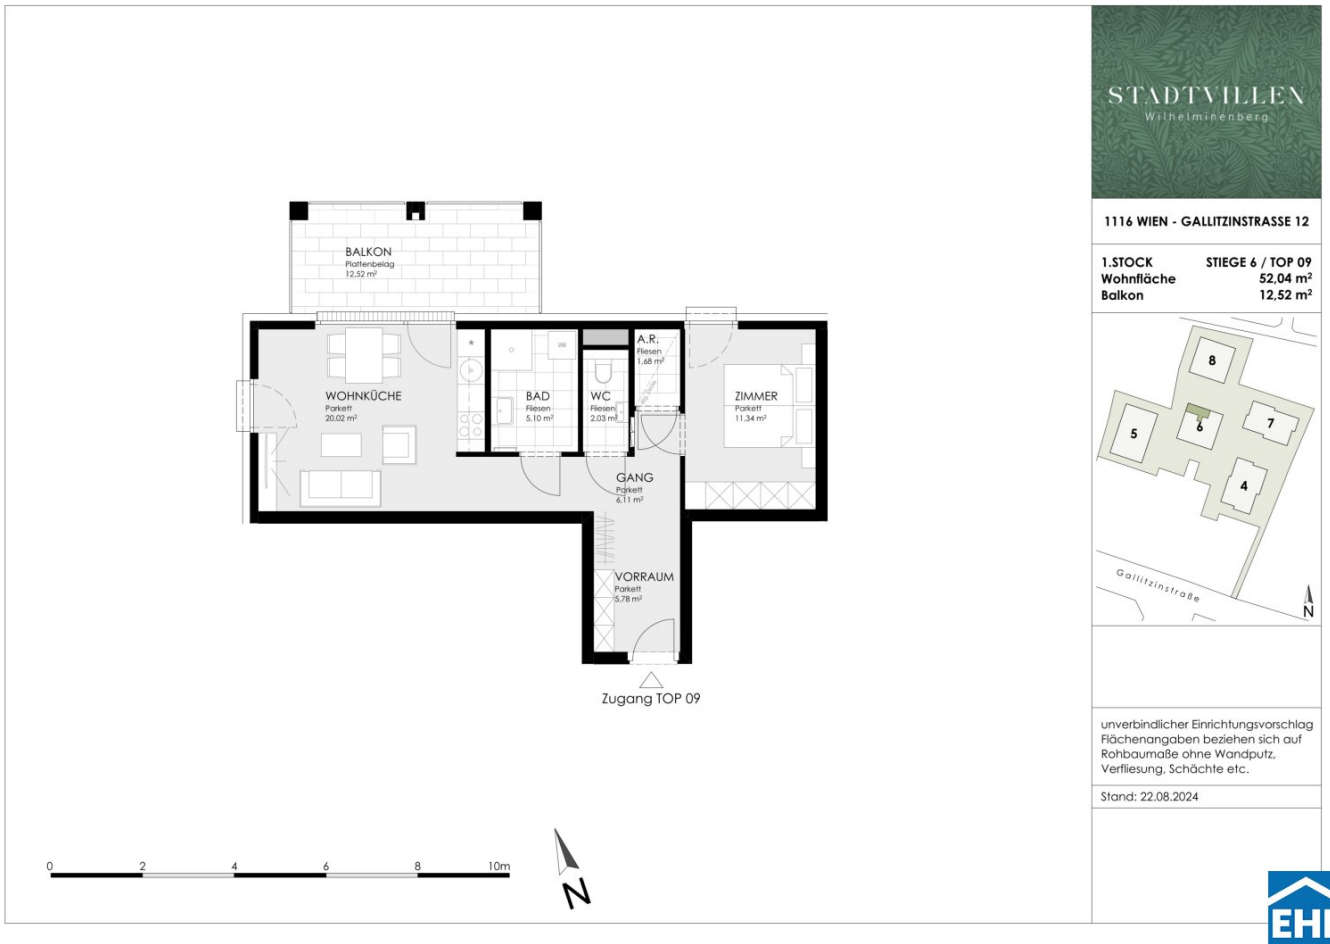 STADTVILLEN
Wilhelminenberg
1116 WIEN - GALLITZINSTRASSE 12
1.STOCK STIEGE 6 / TOP 09
Wohnfläche 52,04 m²
Balkon 12,52 m²
BALKON
Plattenbelag
12.52 m²
WOHNKÜCHE
Parkett
20.02 m²
BAD
Fliesen
5.10 m²
WC
Fliesen
2.03 m²
A.R.
Fliesen
1.68 m²
ZIMMER
Parkett
11.34 m²
GANG
Parkett
6.11 m²
VORRAUM
Parkett
5.78 m²
Zugang TOP 09
8
5
6
7
4
Gallitzinstraße
N
unverbindlicher Einrichtungsvorschlag
Flächenangaben beziehen sich auf
Rohbaumaße ohne Wandputz,
Verfliesung, Schächte etc.
Stand: 22.08.2024
0 2 4 6 8 10m
N
EHL